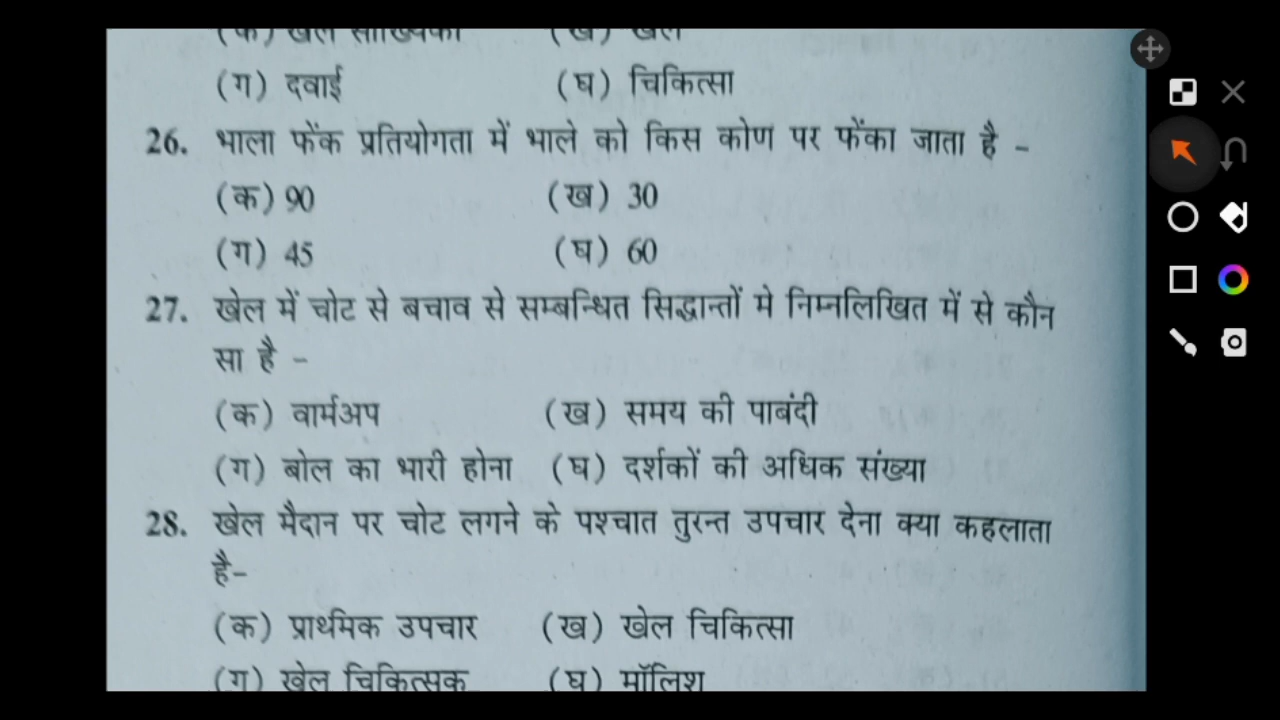 (क) खेल सांख्यिकी (ख) खेल
(ग) दवाई (घ) चिकित्सा
26. भाला फेंक प्रतियोगता में भाले को किस कोण पर फेंका जाता है –
(क) 90 (ख) 30
(ग) 45 (घ) 60
27. खेल में चोट से बचाव से सम्बन्धित सिद्धान्तों मे निम्नलिखित में से कौन
सा है –
(क) वार्मअप (ख) समय की पाबंदी
(ग) बोल का भारी होना (घ) दर्शकों की अधिक संख्या
28. खेल मैदान पर चोट लगने के पश्चात तुरन्त उपचार देना क्या कहलाता
है–
(क) प्राथमिक उपचार (ख) खेल चिकित्सा
(ग) खेल चिकित्सक (घ) मॉलिश